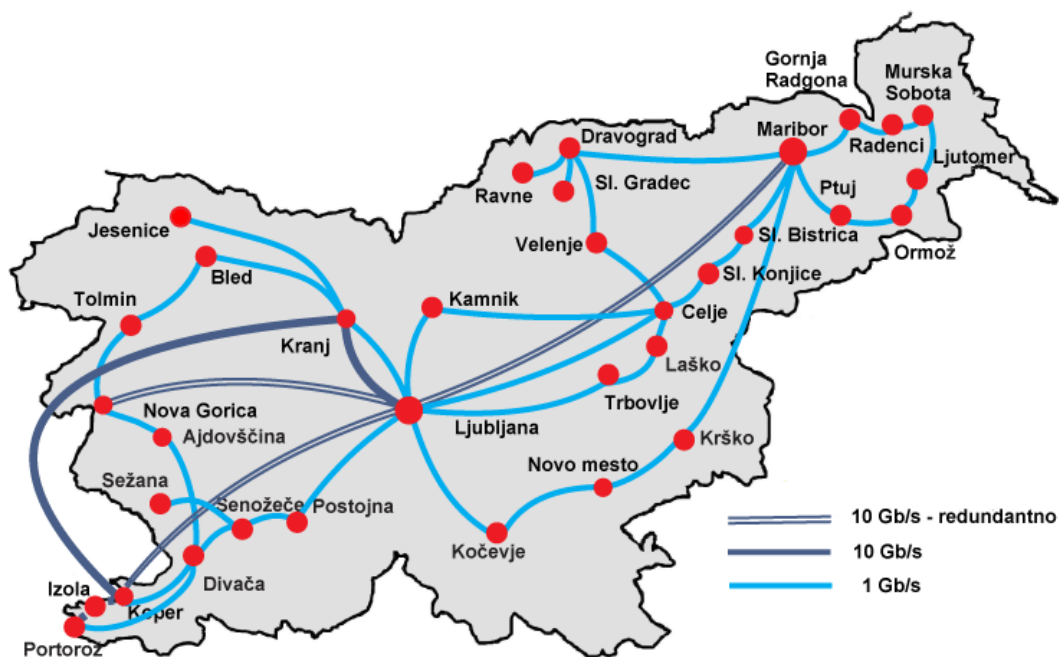 Gornja
Radgona
Murska
Sobota
Dravograd
Maribor
Radenci
Ljutomer
Ravne
Sl. Gradec
Ptuj
Jesenice
Velenje
Sl. Bistrica
Ormož
Bled
Sl. Konjice
Tolmin
Kamnik
Celje
Kranj
Laško
Trbovlje
Nova Gorica
Ljubljana
Ajdovščina
Krško
Novo mesto
Sežana
Senožeče
Postojna
Kočevje
Divača
Izola
Koper
Portorož
10 Gb/s - redundantno
10 Gb/s
1 Gb/s